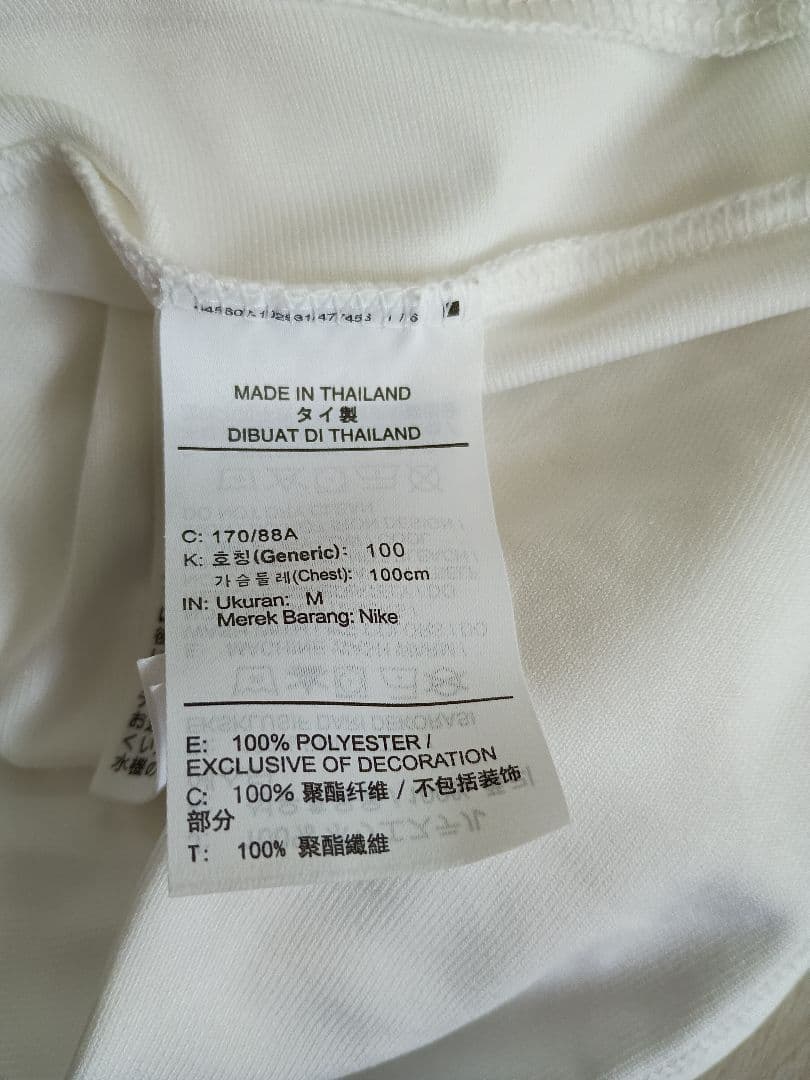 MADE IN THAILAND
タイ製
DIBUAT DI THAILAND
C: 170/88A
K: 호칭(Generic): 100
가슴둘레(Chest): 100cm
IN: Ukuran: M
Merek Barang: Nike
E: 100% POLYESTER /
EXCLUSIVE OF DECORATION
C: 100% 聚酯纤维 / 不包括装饰
部分
T: 100% 聚酯纖維